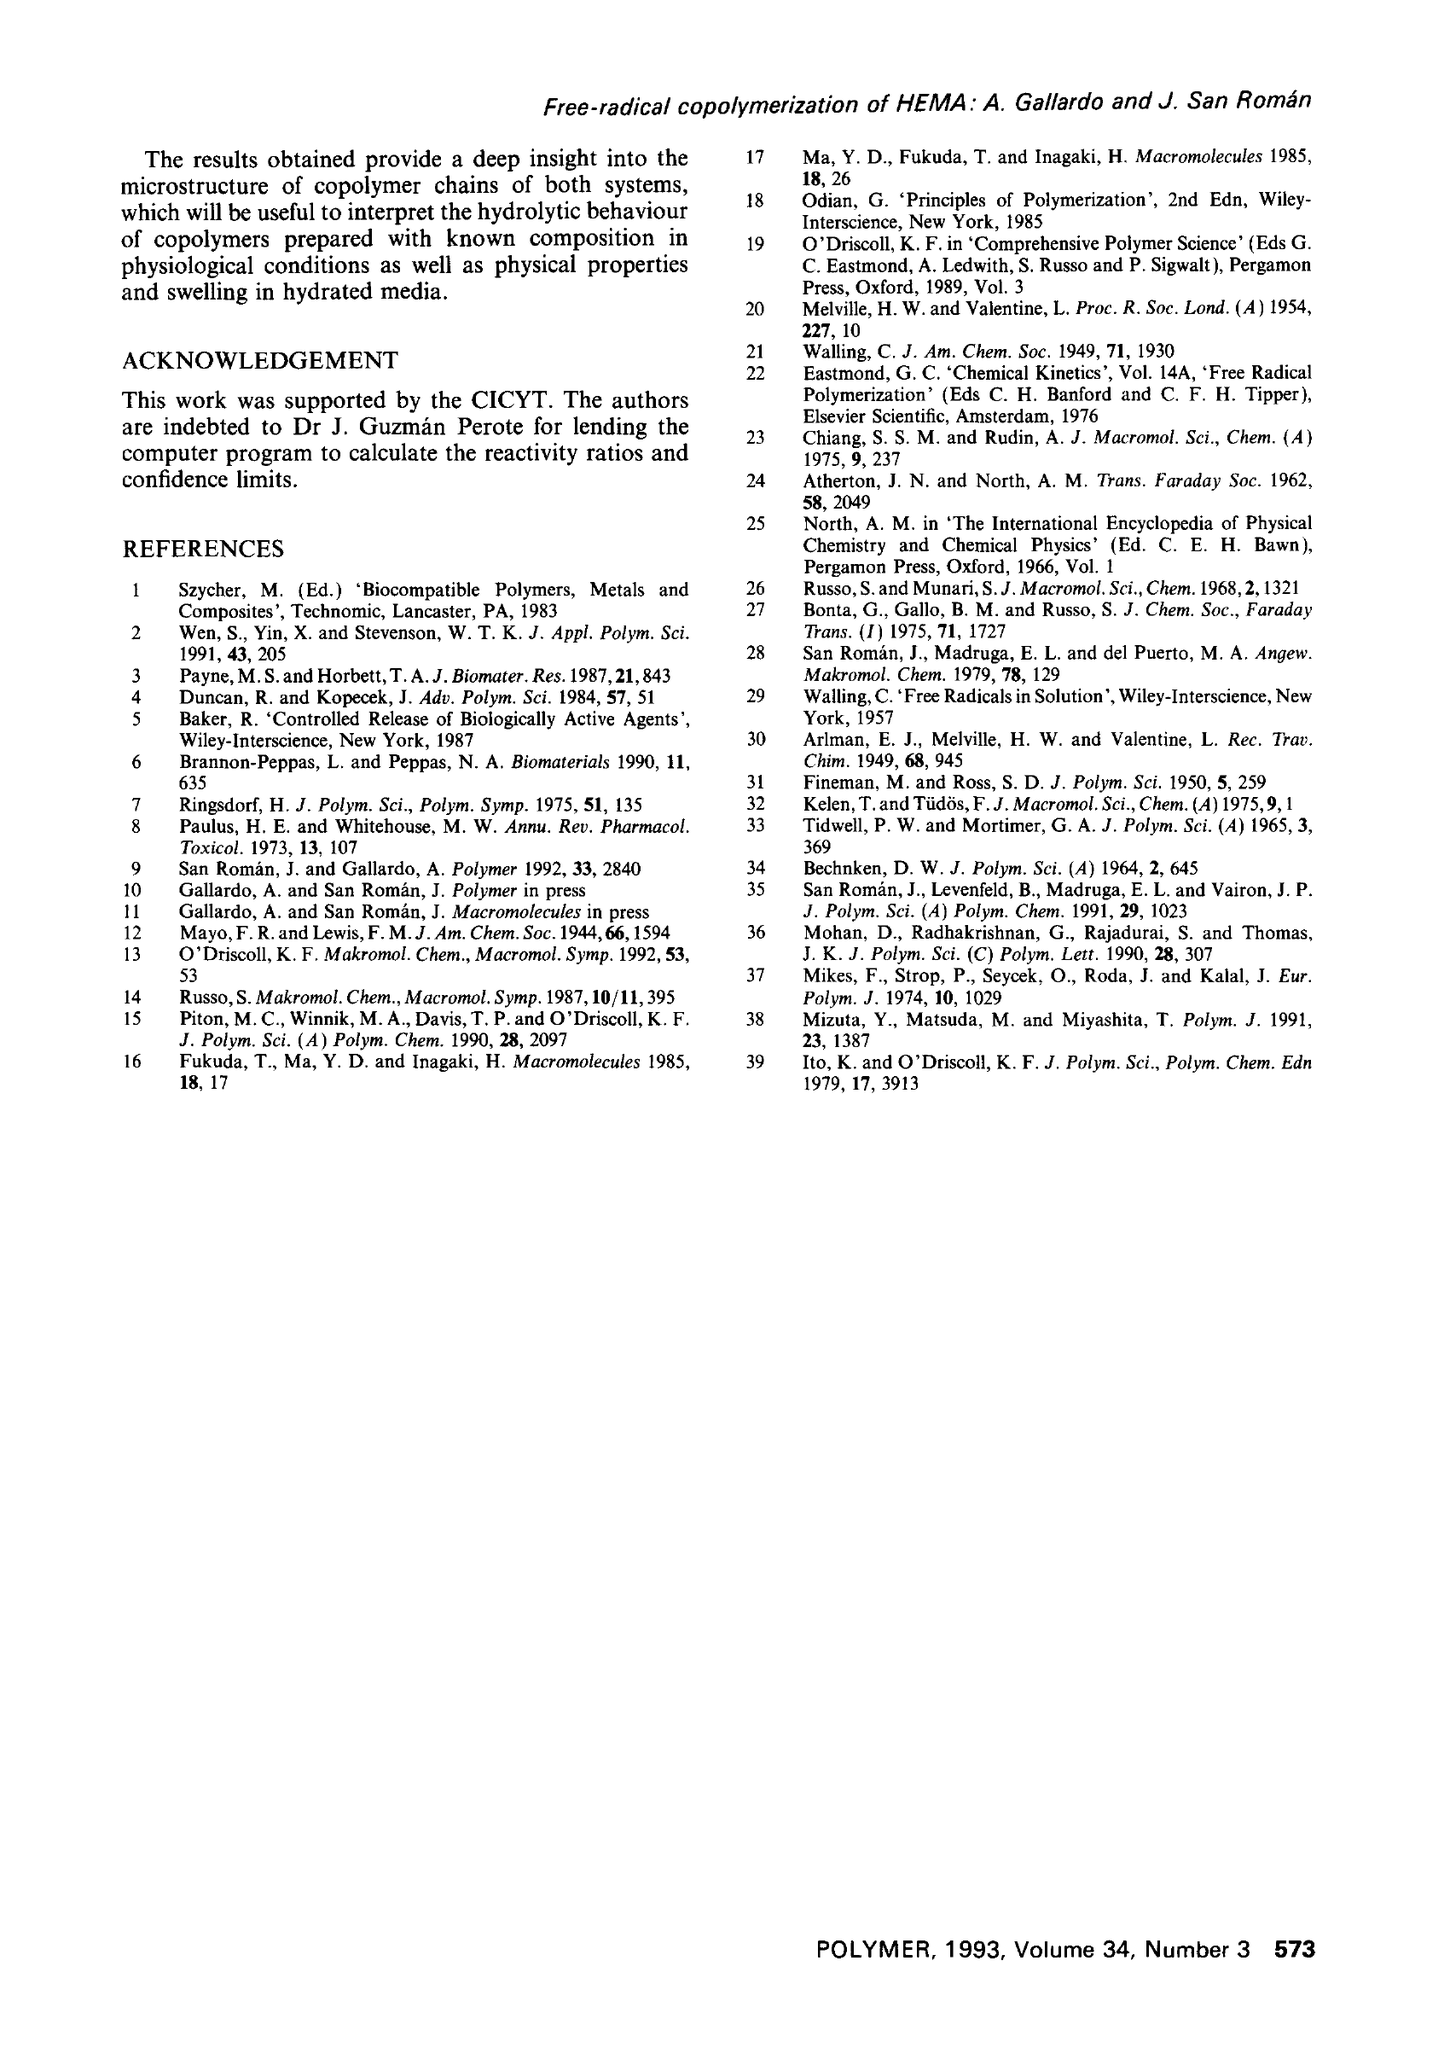 Free-radical copolymerization of HEMA: A. Gallardo and J. San Román
The results obtained provide a deep insight into the
microstructure of copolymer chains of both systems,
which will be useful to interpret the hydrolytic behaviour
of copolymers prepared with known composition in
physiological conditions as well as physical properties
and swelling in hydrated media.
ACKNOWLEDGEMENT
This work was supported by the CICYT. The authors
are indebted to Dr J. Guzmán Perote for lending the
computer program to calculate the reactivity ratios and
confidence limits.
REFERENCES
1 Szycher, M. (Ed.) ‘Biocompatible Polymers, Metals and
Composites’, Technomic, Lancaster, PA, 1983
2 Wen, S., Yin, X. and Stevenson, W. T. K. J. Appl. Polym. Sci.
1991, 43, 205
3 Payne, M. S. and Horbett, T. A. J. Biomater. Res. 1987, 21, 843
4 Duncan, R. and Kopecek, J. Adv. Polym. Sci. 1984, 57, 51
5 Baker, R. ‘Controlled Release of Biologically Active Agents’,
Wiley-Interscience, New York, 1987
6 Brannon-Peppas, L. and Peppas, N. A. Biomaterials 1990, 11,
635
7 Ringsdorf, H. J. Polym. Sci., Polym. Symp. 1975, 51, 135
8 Paulus, H. E. and Whitehouse, M. W. Annu. Rev. Pharmacol.
Toxicol. 1973, 13, 107
9 San Román, J. and Gallardo, A. Polymer 1992, 33, 2840
10 Gallardo, A. and San Román, J. Polymer in press
11 Gallardo, A. and San Román, J. Macromolecules in press
12 Mayo, F. R. and Lewis, F. M. J. Am. Chem. Soc. 1944, 66, 1594
13 O’Driscoll, K. F. Makromol. Chem., Macromol. Symp. 1992, 53,
53
14 Russo, S. Makromol. Chem., Macromol. Symp. 1987, 10/11, 395
15 Piton, M. C., Winnik, M. A., Davis, T. P. and O’Driscoll, K. F.
J. Polym. Sci. (A) Polym. Chem. 1990, 28, 2097
16 Fukuda, T., Ma, Y. D. and Inagaki, H. Macromolecules 1985,
18, 17
17 Ma, Y. D., Fukuda, T. and Inagaki, H. Macromolecules 1985,
18, 26
18 Odian, G. ‘Principles of Polymerization’, 2nd Edn, Wiley-
Interscience, New York, 1985
19 O’Driscoll, K. F. in ‘Comprehensive Polymer Science’ (Eds G.
C. Eastmond, A. Ledwith, S. Russo and P. Sigwalt), Pergamon
Press, Oxford, 1989, Vol. 3
20 Melville, H. W. and Valentine, L. Proc. R. Soc. Lond. (A) 1954,
227, 10
21 Walling, C. J. Am. Chem. Soc. 1949, 71, 1930
22 Eastmond, G. C. ‘Chemical Kinetics’, Vol. 14A, ‘Free Radical
Polymerization’ (Eds C. H. Banford and C. F. H. Tipper),
Elsevier Scientific, Amsterdam, 1976
23 Chiang, S. S. M. and Rudin, A. J. Macromol. Sci., Chem. (A)
1975, 9, 237
24 Atherton, J. N. and North, A. M. Trans. Faraday Soc. 1962,
58, 2049
25 North, A. M. in ‘The International Encyclopedia of Physical
Chemistry and Chemical Physics’ (Ed. C. E. H. Bawn),
Pergamon Press, Oxford, 1966, Vol. 1
26 Russo, S. and Munari, S. J. Macromol. Sci., Chem. 1968, 2, 1321
27 Bonta, G., Gallo, B. M. and Russo, S. J. Chem. Soc., Faraday
Trans. (I) 1975, 71, 1727
28 San Román, J., Madruga, E. L. and del Puerto, M. A. Angew.
Makromol. Chem. 1979, 78, 129
29 Walling, C. ‘Free Radicals in Solution’, Wiley-Interscience, New
York, 1957
30 Arlman, E. J., Melville, H. W. and Valentine, L. Rec. Trav.
Chim. 1949, 68, 945
31 Fineman, M. and Ross, S. D. J. Polym. Sci. 1950, 5, 259
32 Kelen, T. and Tüdös, F. J. Macromol. Sci., Chem. (A) 1975, 9, 1
33 Tidwell, P. W. and Mortimer, G. A. J. Polym. Sci. (A) 1965, 3,
369
34 Bechnken, D. W. J. Polym. Sci. (A) 1964, 2, 645
35 San Román, J., Levenfeld, B., Madruga, E. L. and Vairon, J. P.
J. Polym. Sci. (A) Polym. Chem. 1991, 29, 1023
36 Mohan, D., Radhakrishnan, G., Rajadurai, S. and Thomas,
J. K. J. Polym. Sci. (C) Polym. Lett. 1990, 28, 307
37 Mikes, F., Strop, P., Seycek, O., Roda, J. and Kalal, J. Eur.
Polym. J. 1974, 10, 1029
38 Mizuta, Y., Matsuda, M. and Miyashita, T. Polym. J. 1991,
23, 1387
39 Ito, K. and O’Driscoll, K. F. J. Polym. Sci., Polym. Chem. Edn
1979, 17, 3913
POLYMER, 1993, Volume 34, Number 3 573